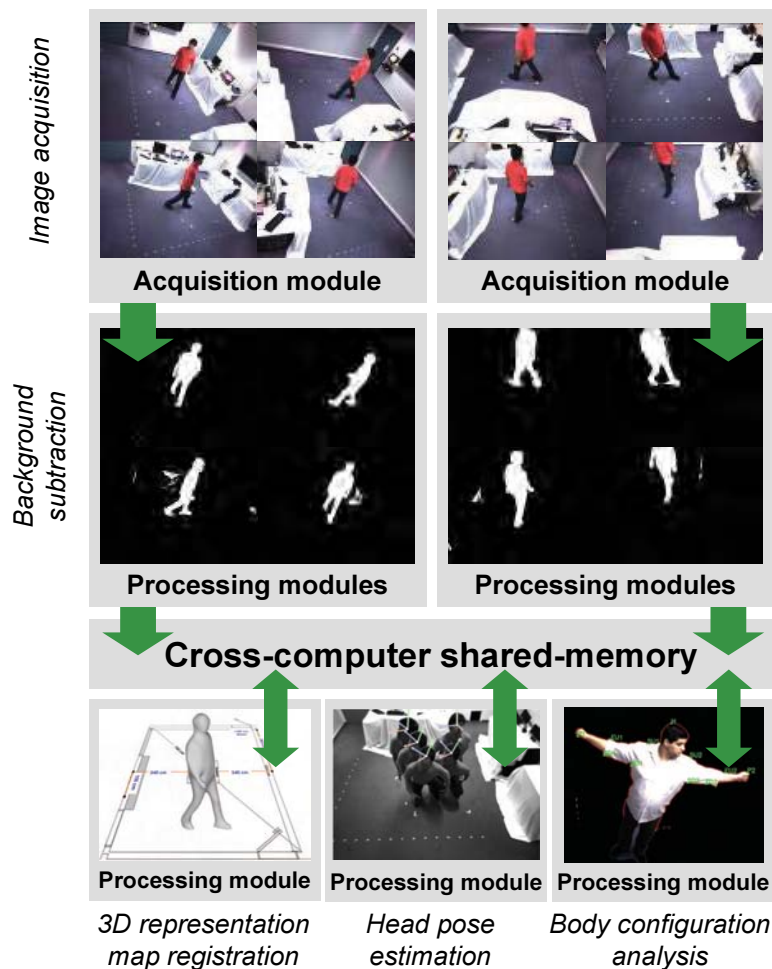 Image acquisition
Acquisition module
Acquisition module
Background
subtraction
Processing modules
Processing modules
Cross-computer shared-memory
Processing module
Processing module
Processing module
3D representation
map registration
Head pose
estimation
Body configuration
analysis